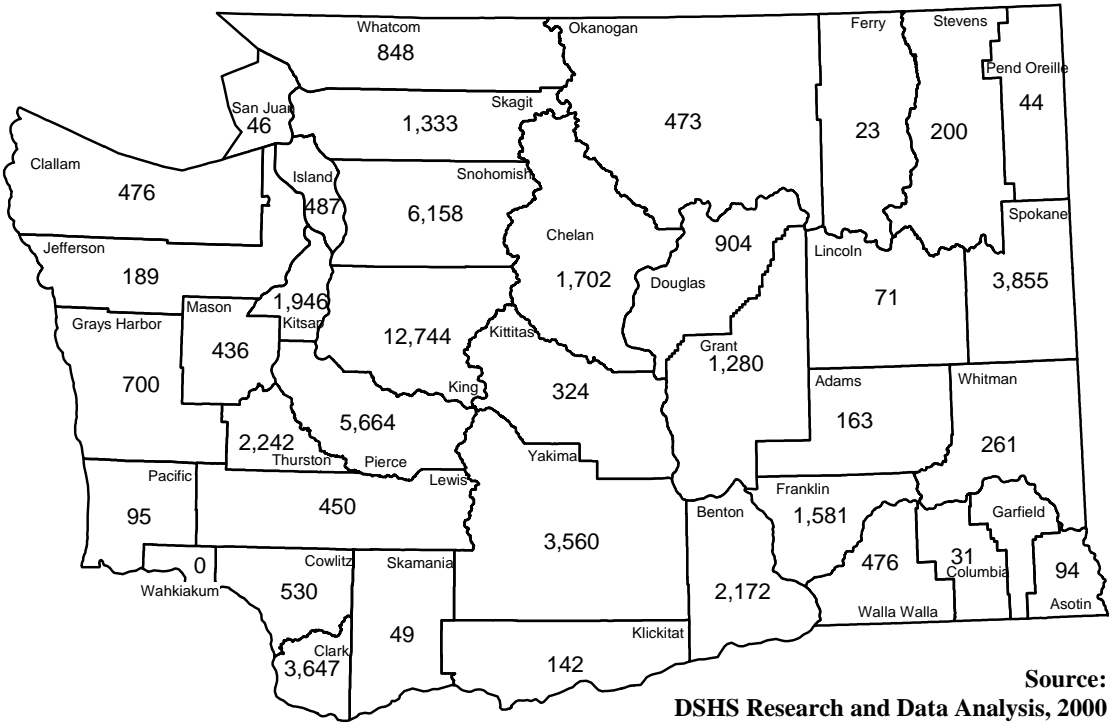 Whatcom
848
Okanogan
473
Ferry
23
Stevens
200
Pend Oreille
44
San Juan
46
Skagit
1,333
Clallam
476
Island
487
Snohomish
6,158
Chelan
1,702
904
Douglas
Lincoln
71
Spokane
3,855
Jefferson
189
1,946
Kitsap
Mason
436
Grays Harbor
700
12,744
King
Kittitas
324
Grant
1,280
Adams
163
Whitman
261
2,242
Thurston
5,664
Pierce
Yakima
3,560
Lewis
450
Pacific
95
0
Wahkiakum
Cowlitz
530
Skamania
49
Clark
3,647
Klickitat
142
Benton
2,172
Franklin
1,581
476
Walla Walla
31
Columbia
Garfield
94
Asotin
Source:
DSHS Research and Data Analysis, 2000